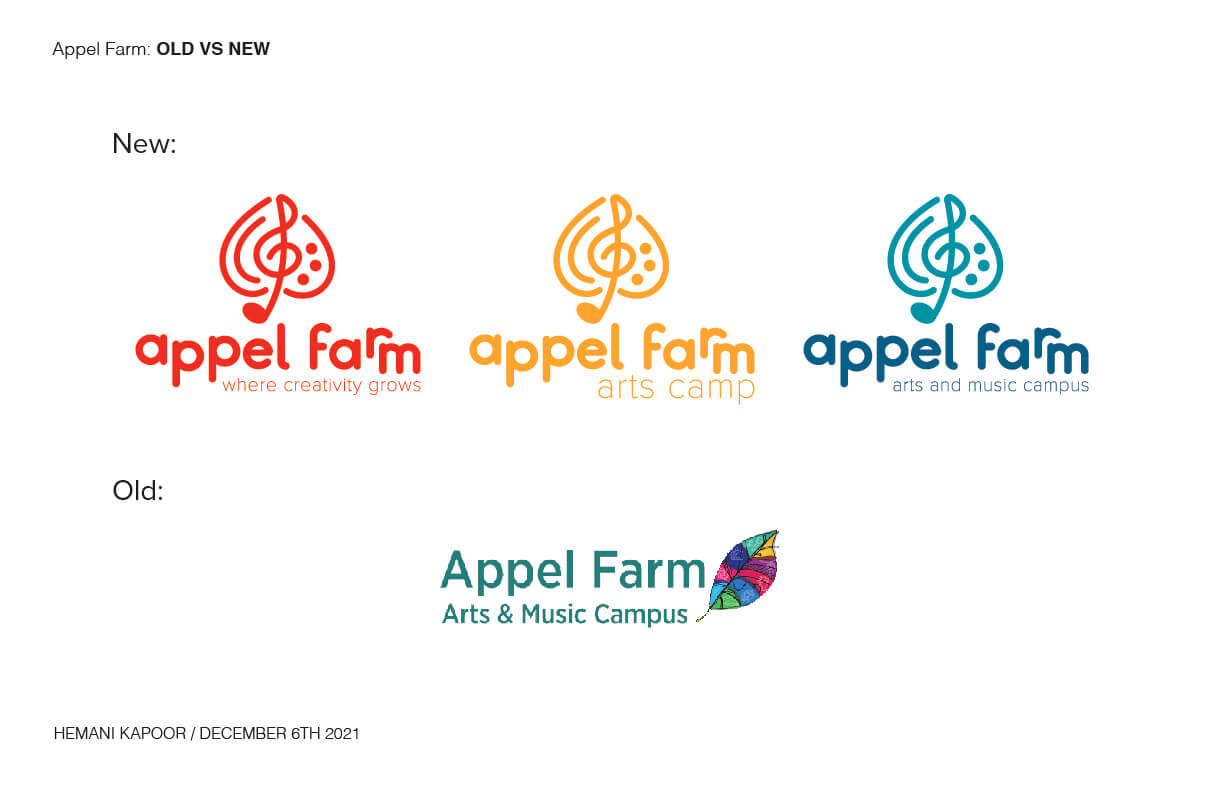 Appel Farm: OLD VS NEW
New:
appel farm
where creativity grows
appel farm
arts camp
appel farm
arts and music campus
Old:
Appel Farm
Arts & Music Campus
HEMANI KAPOOR / DECEMBER 6TH 2021